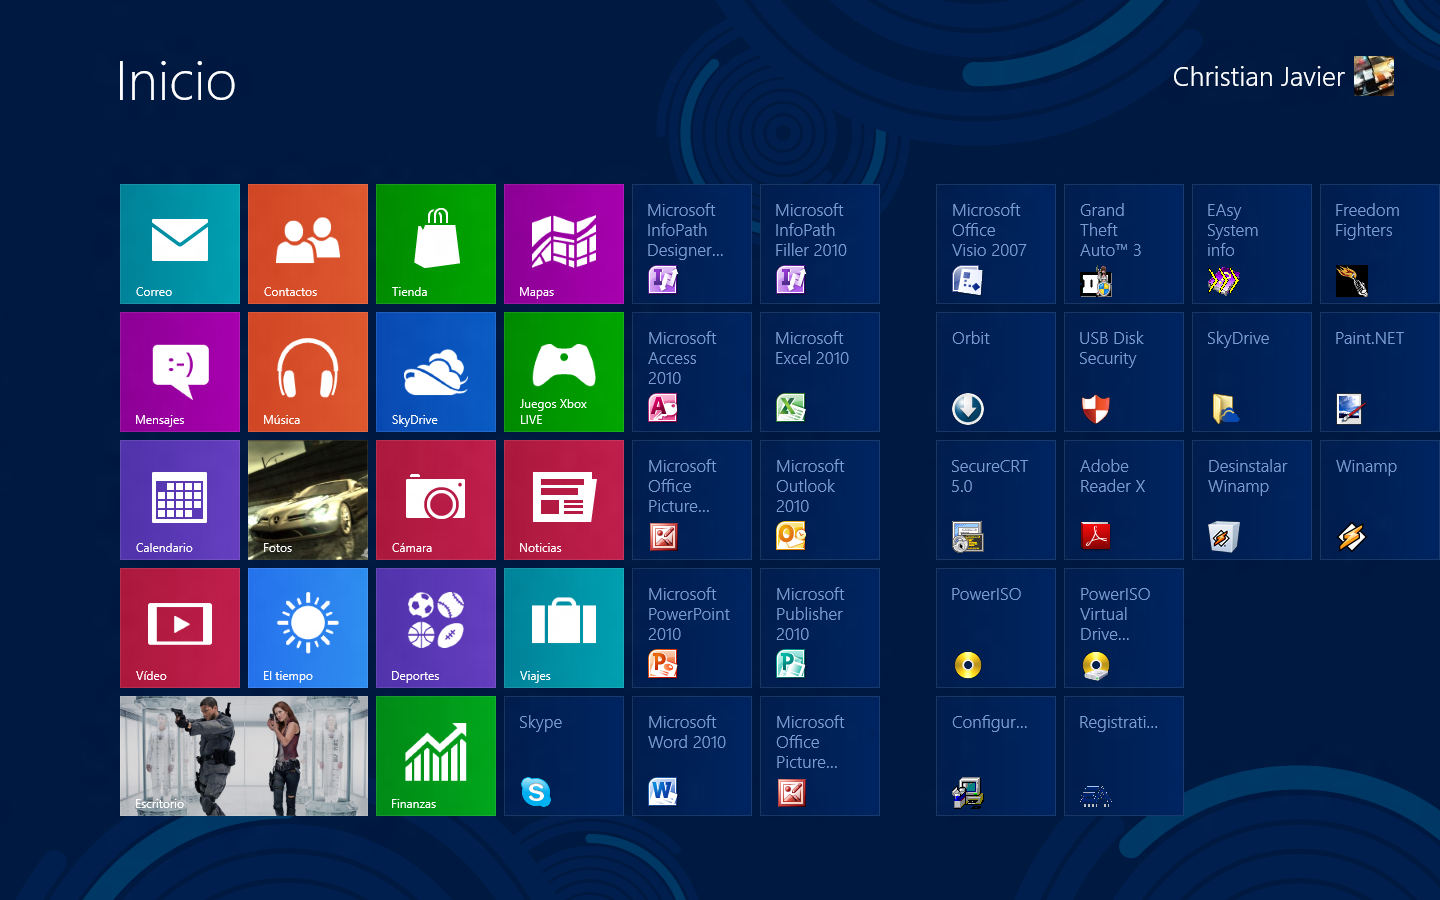 Inicio
Christian Javier
Correo
Contactos
Tienda
Mapas
Microsoft
InfoPath
Designer...
Microsoft
InfoPath
Filler 2010
Microsoft
Office
Visio 2007
Grand
Theft
Auto™ 3
EAsy
System
info
Freedom
Fighters
Mensajes
Música
SkyDrive
Juegos Xbox
LIVE
Microsoft
Access
2010
Microsoft
Excel 2010
Orbit
USB Disk
Security
SkyDrive
Paint.NET
Calendario
Fotos
Cámara
Noticias
Microsoft
Office
Picture...
Microsoft
Outlook
2010
SecureCRT
5.0
Adobe
Reader X
Desinstalar
Winamp
Winamp
Vídeo
El tiempo
Deportes
Viajes
Microsoft
PowerPoint
2010
Microsoft
Publisher
2010
PowerISO
PowerISO
Virtual
Drive...
Escritorio
Finanzas
Skype
Microsoft
Word 2010
Microsoft
Office
Picture...
Configur...
Registrati...